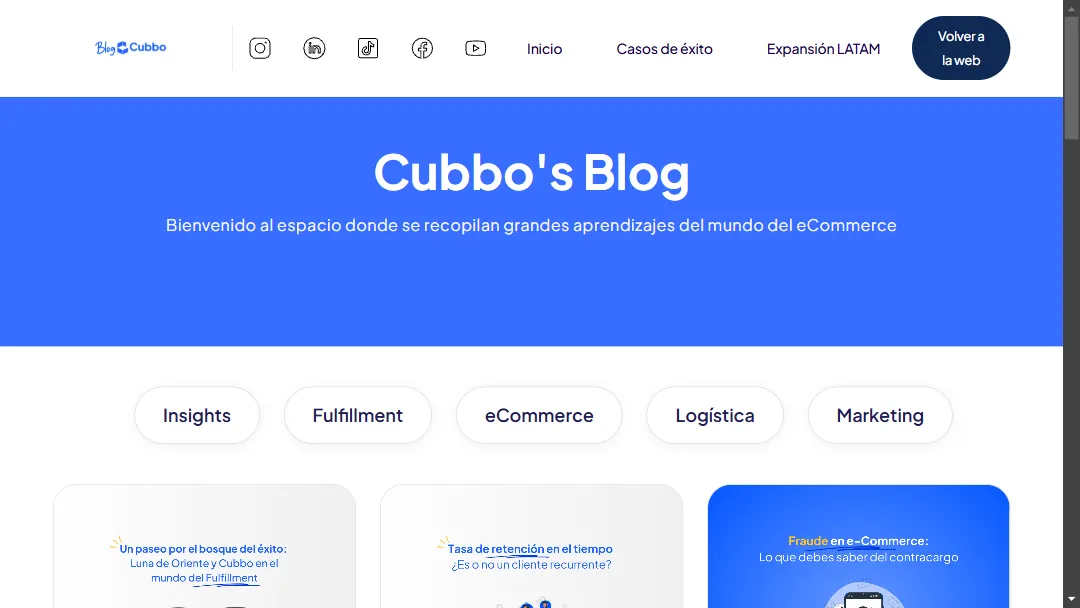 Blog Cubbo
Inicio
Casos de éxito
Expansión LATAM
Volver a
la web
Cubbo's Blog
Bienvenido al espacio donde se recopilan grandes aprendizajes del mundo del eCommerce
Insights
Fulfillment
eCommerce
Logística
Marketing
Un paseo por el bosque del éxito:
Luna de Oriente y Cubbo en el
mundo del Fulfillment
Tasa de retención en el tiempo
¿Es o no un cliente recurrente?
Fraude en e-Commerce:
Lo que debes saber del contracargo